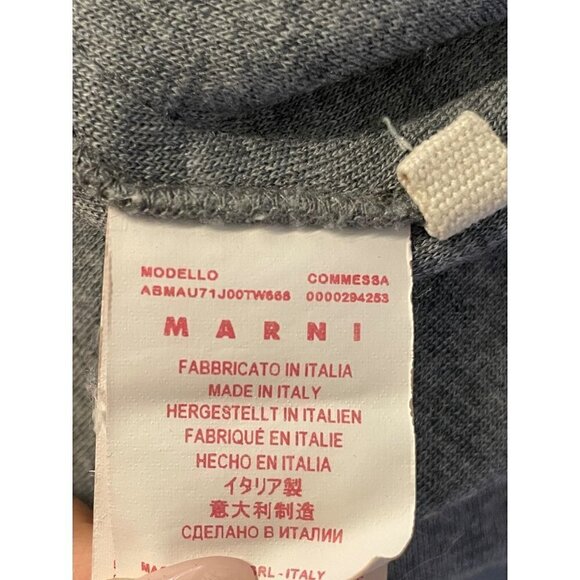 MODELLO COMMESSA
ABMAU71J00TW668 0000294253
MARNI
FABBRICATO IN ITALIA
MADE IN ITALY
HERGESTELLT IN ITALIEN
FABRIQUÉ EN ITALIE
HECHO EN ITALIA
イタリア製
意大利制造
СДЕЛАНО В ИТАЛИИ
SRL - ITALY